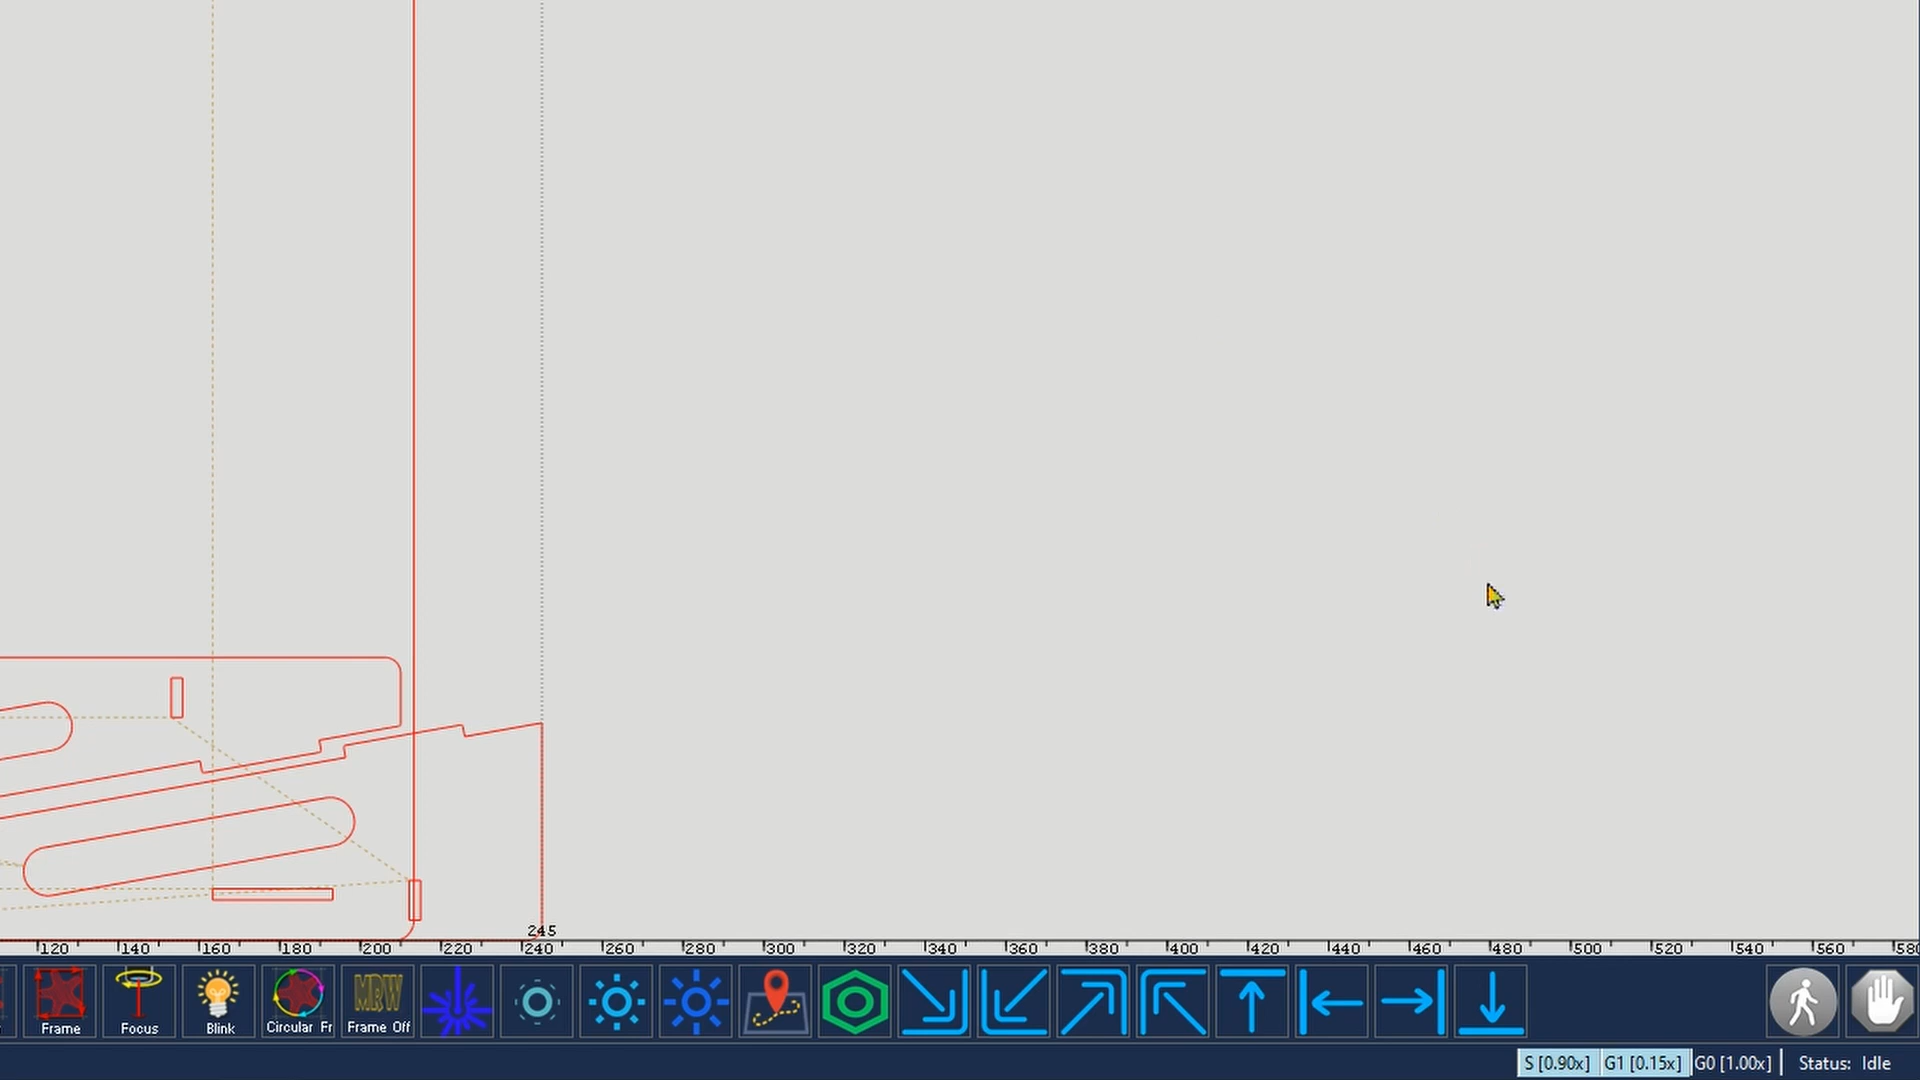 245
120 140 160 180 200 220 260 280 300 320 340 360 380 400 420 440 460 480 500 520 540 560 580
Frame Focus Blink Circular Fr MRW Frame Off
S [0.90x] G1 [0.15x] G0 [1.00x] Status: Idle